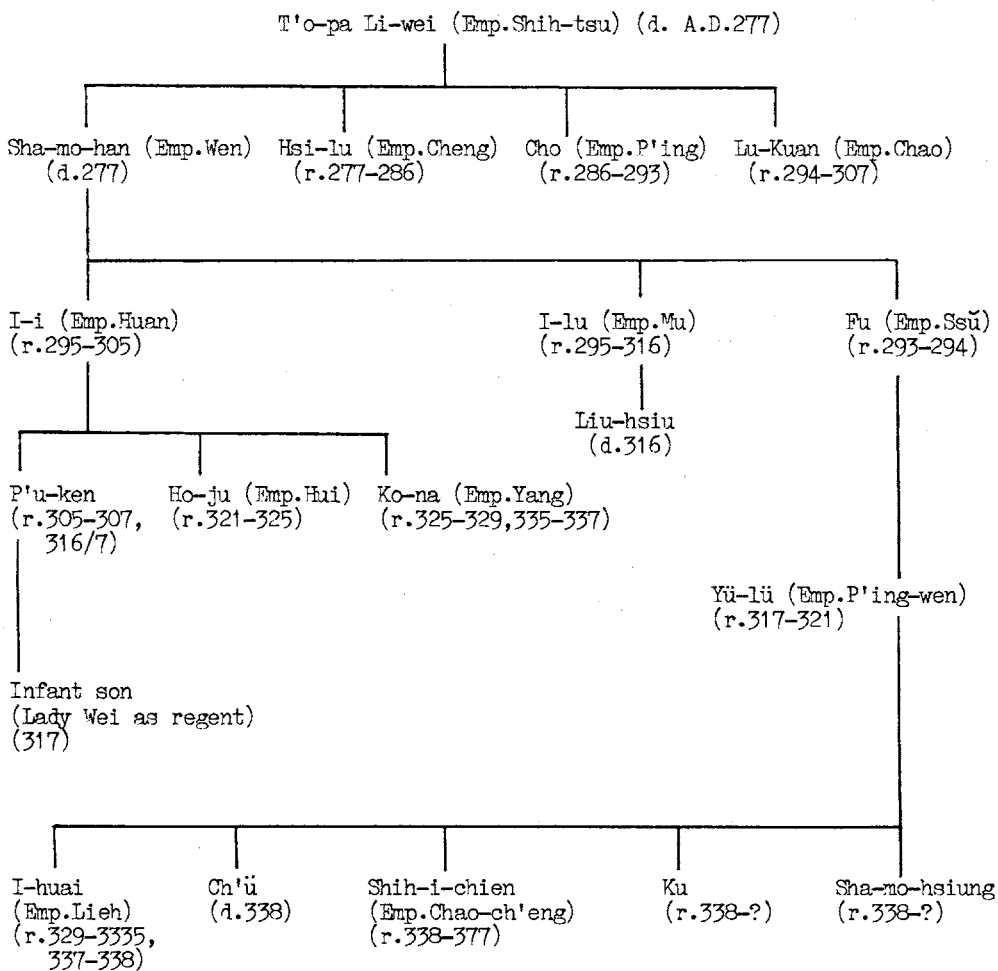 T'o-pa Li-wei (Emp.Shih-tsu) (d. A.D.277)
Sha-mo-han (Emp.Wen)
(d.277)
Hsi-lu (Emp.Cheng)
(r.277-286)
Cho (Emp.P'ing)
(r.286-293)
Lu-Kuan (Emp.Chao)
(r.294-307)
I-i (Emp.Huan)
(r.295-305)
I-lu (Emp.Mu)
(r.295-316)
Fu (Emp.Ssŭ)
(r.293-294)
Liu-hsiu
(d.316)
P'u-ken
(r.305-307,
316/7)
Ho-ju (Emp.Hui)
(r.321-325)
Ko-na (Emp.Yang)
(r.325-329,335-337)
Yü-lü (Emp.P'ing-wen)
(r.317-321)
Infant son
(Lady Wei as regent)
(317)
I-huai
(Emp.Lieh)
(r.329-3335,
337-338)
Ch'ü
(d.338)
Shih-i-chien
(Emp.Chao-ch'eng)
(r.338-377)
Ku
(r.338-?)
Sha-mo-hsiung
(r.338-?)